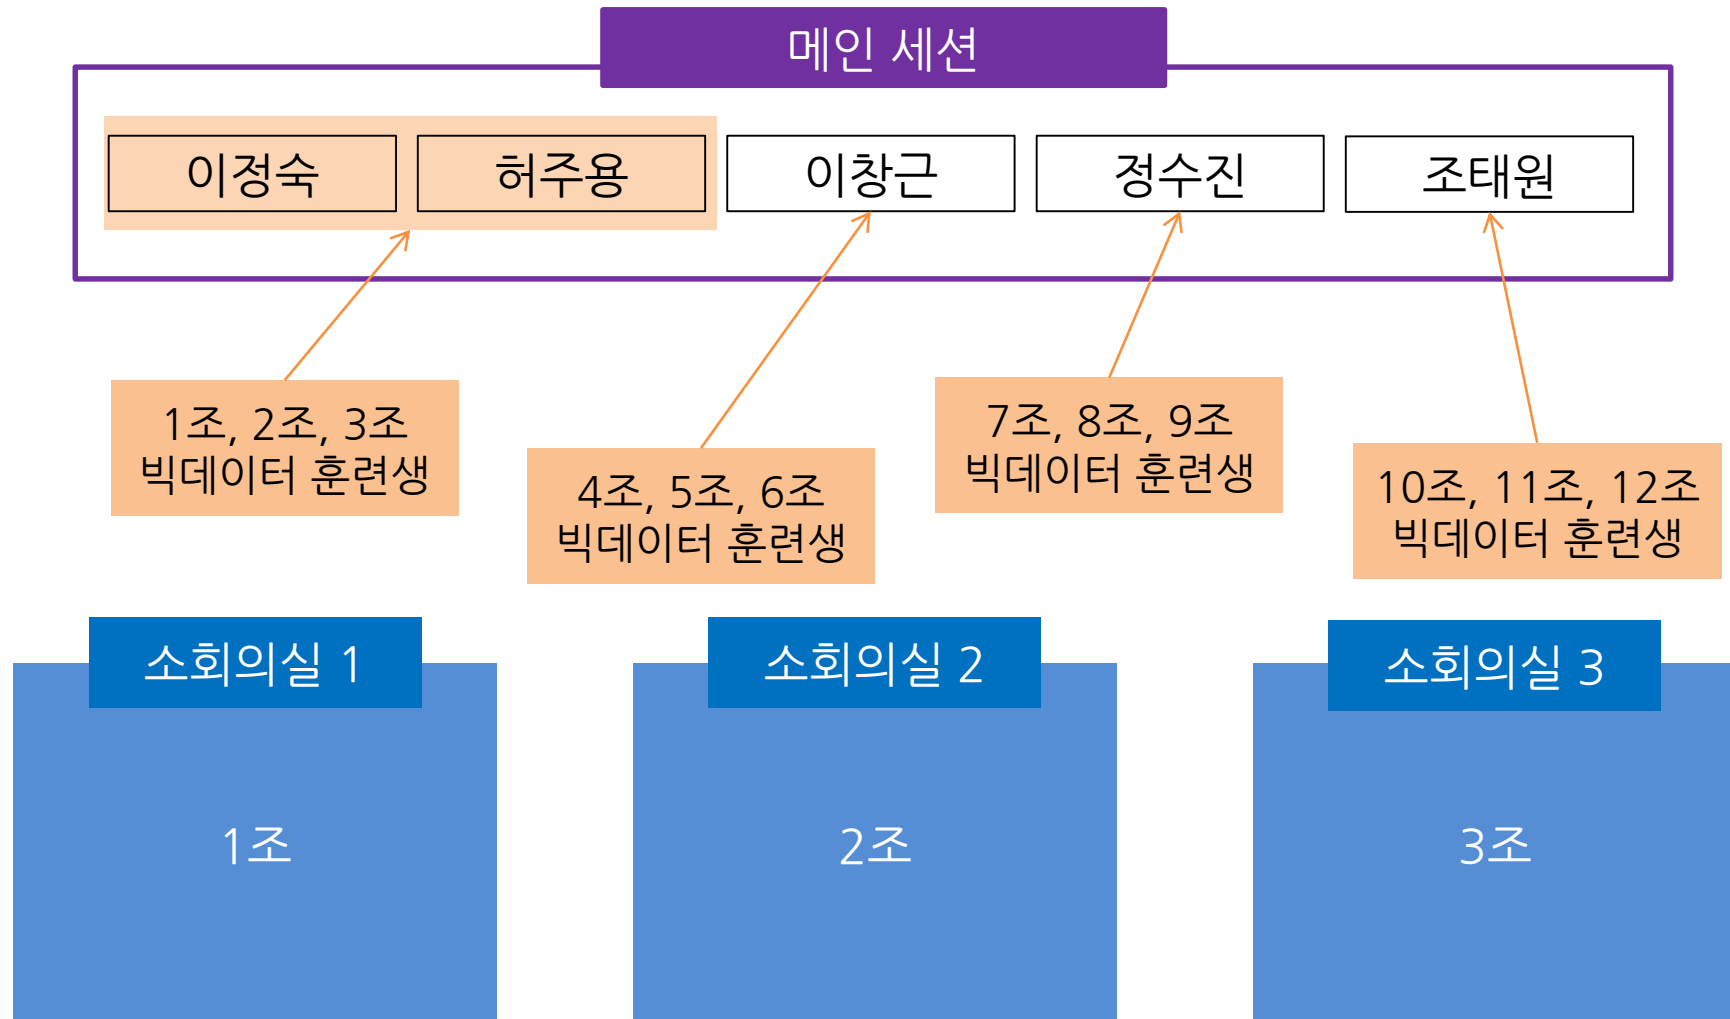 메인 세션
이정숙
허주용
이창근
정수진
조태원
1조, 2조, 3조
빅데이터 훈련생
4조, 5조, 6조
빅데이터 훈련생
7조, 8조, 9조
빅데이터 훈련생
10조, 11조, 12조
빅데이터 훈련생
소회의실 1
소회의실 2
소회의실 3
1조
2조
3조